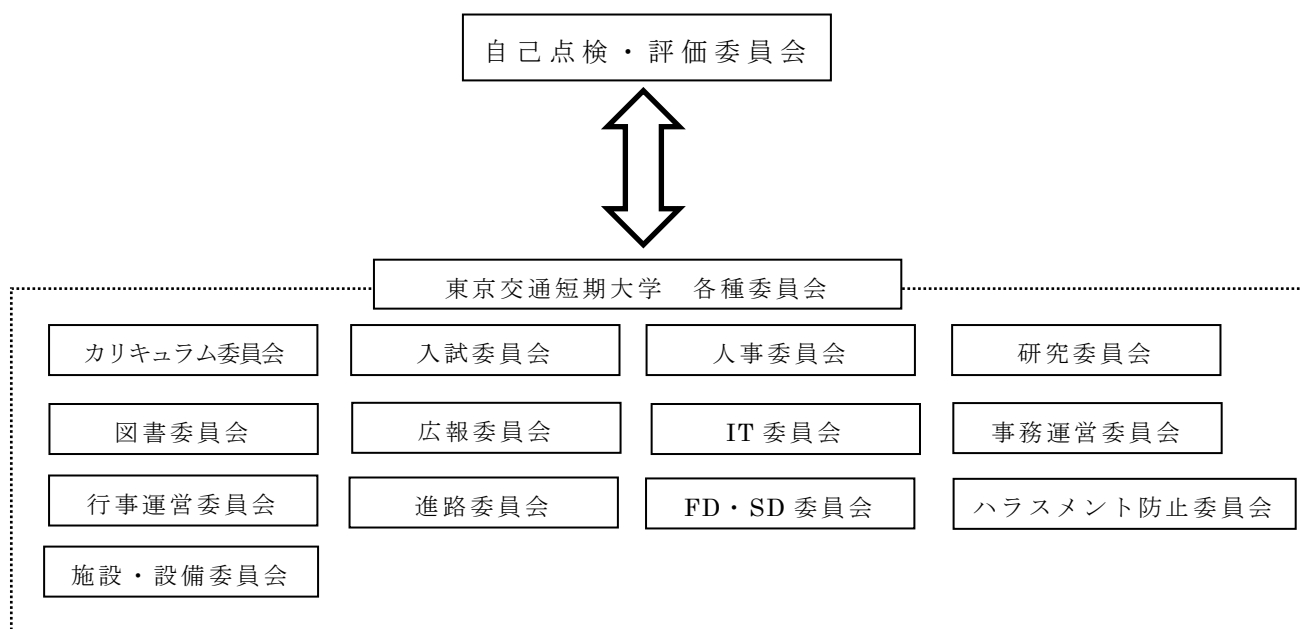 自己点検・評価委員会
東京交通短期大学　各種委員会
カリキュラム委員会
入試委員会
人事委員会
研究委員会
図書委員会
広報委員会
IT 委員会
事務運営委員会
行事運営委員会
進路委員会
FD・SD 委員会
ハラスメント防止委員会
施設・設備委員会